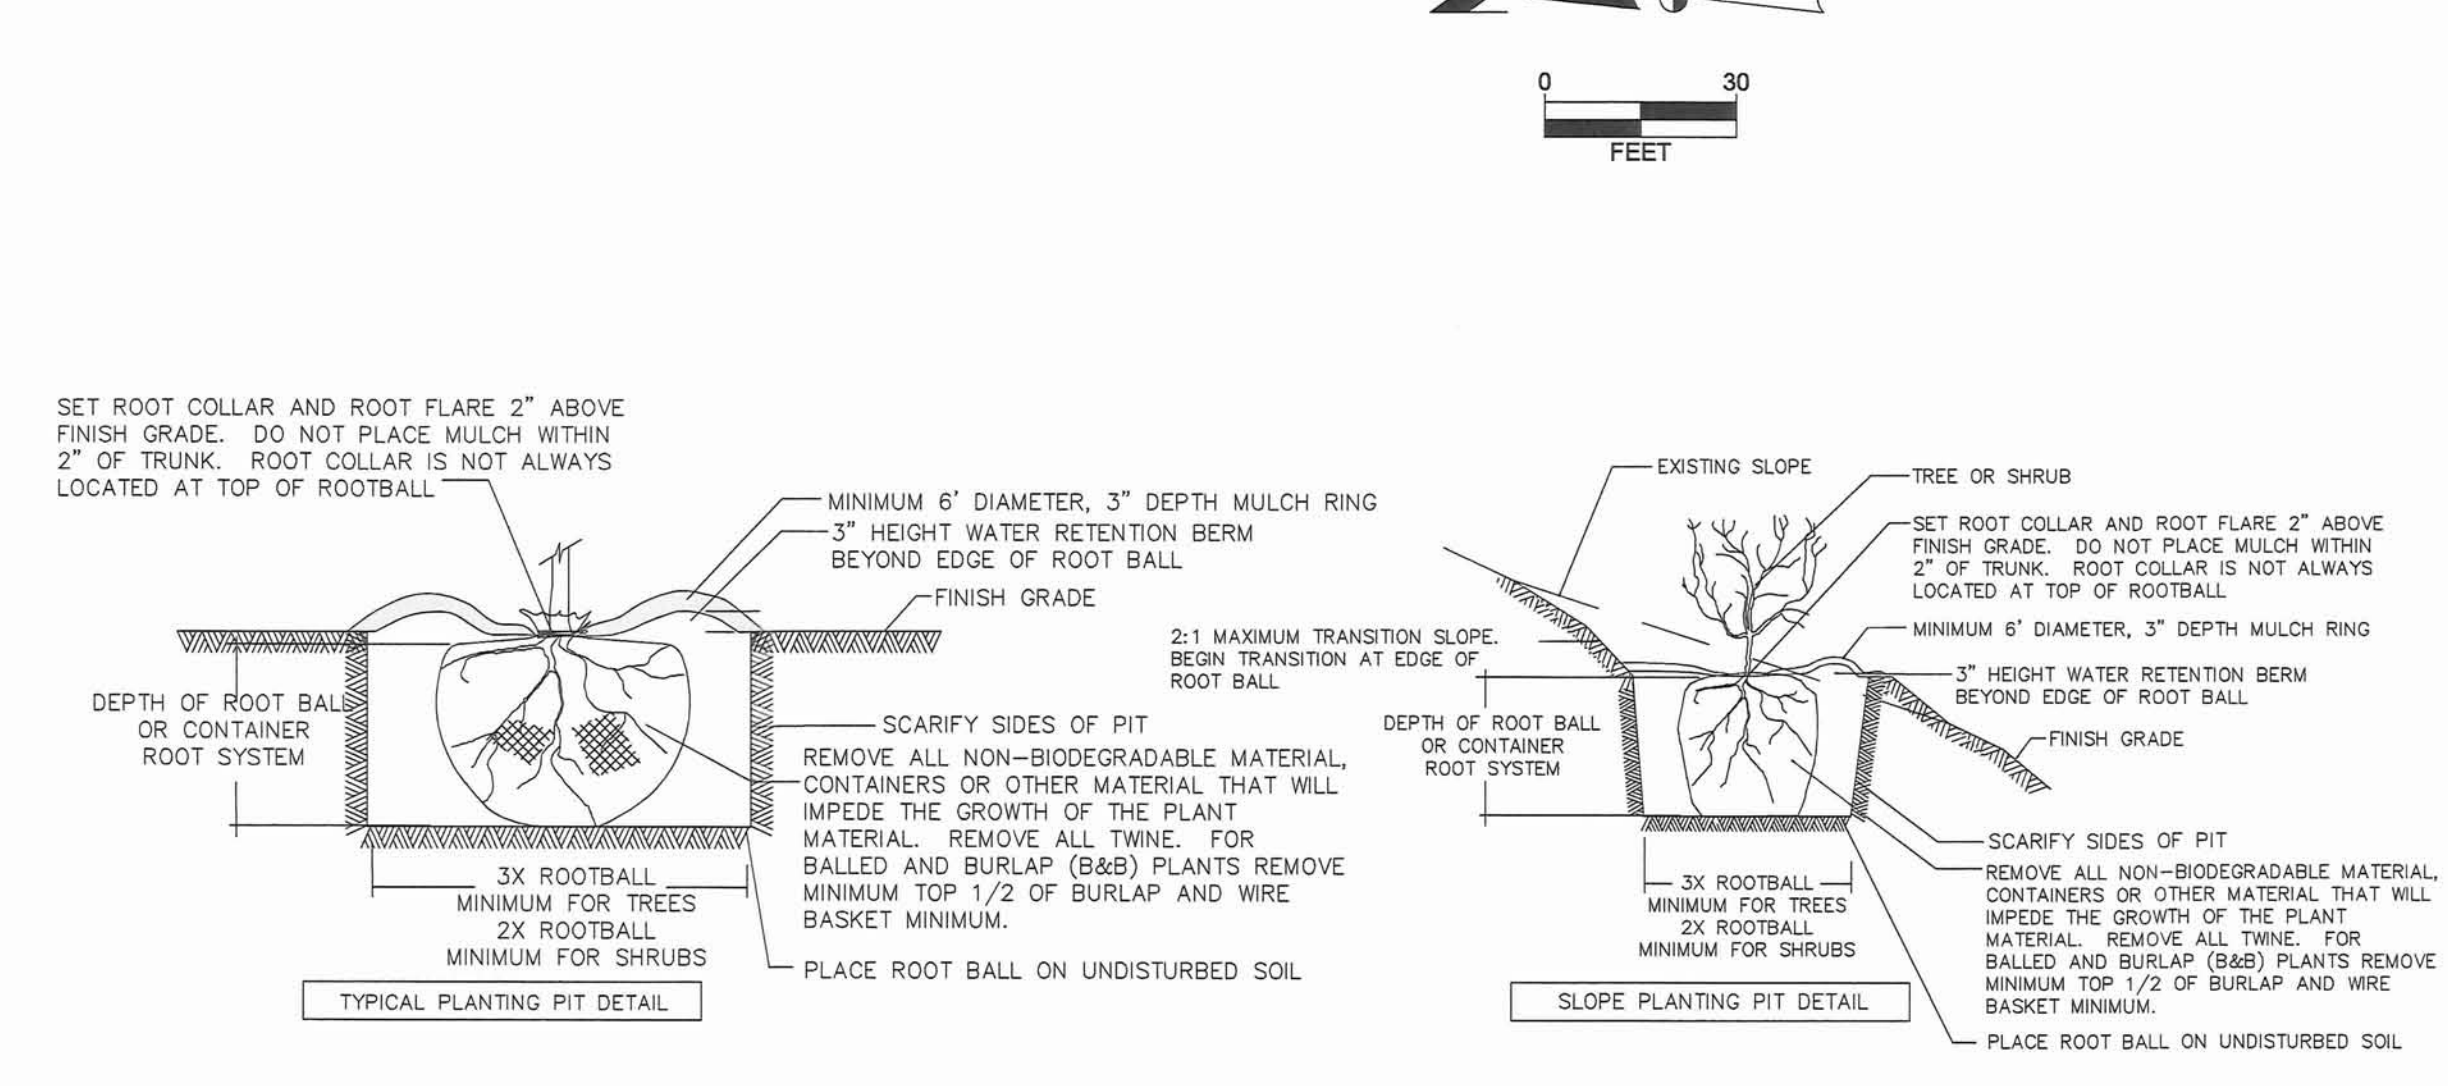 0 30
FEET
SET ROOT COLLAR AND ROOT FLARE 2" ABOVE
FINISH GRADE. DO NOT PLACE MULCH WITHIN
2" OF TRUNK. ROOT COLLAR IS NOT ALWAYS
LOCATED AT TOP OF ROOTBALL
MINIMUM 6' DIAMETER, 3" DEPTH MULCH RING
3" HEIGHT WATER RETENTION BERM
BEYOND EDGE OF ROOT BALL
FINISH GRADE
DEPTH OF ROOT BALL
OR CONTAINER
ROOT SYSTEM
SCARIFY SIDES OF PIT
REMOVE ALL NON-BIODEGRADABLE MATERIAL,
CONTAINERS OR OTHER MATERIAL THAT WILL
IMPEDE THE GROWTH OF THE PLANT
MATERIAL. REMOVE ALL TWINE. FOR
BALLED AND BURLAP (B&B) PLANTS REMOVE
MINIMUM TOP 1/2 OF BURLAP AND WIRE
BASKET MINIMUM.
3X ROOTBALL
MINIMUM FOR TREES
2X ROOTBALL
MINIMUM FOR SHRUBS
PLACE ROOT BALL ON UNDISTURBED SOIL
TYPICAL PLANTING PIT DETAIL
EXISTING SLOPE
TREE OR SHRUB
SET ROOT COLLAR AND ROOT FLARE 2" ABOVE
FINISH GRADE. DO NOT PLACE MULCH WITHIN
2" OF TRUNK. ROOT COLLAR IS NOT ALWAYS
LOCATED AT TOP OF ROOTBALL
MINIMUM 6' DIAMETER, 3" DEPTH MULCH RING
2:1 MAXIMUM TRANSITION SLOPE.
BEGIN TRANSITION AT EDGE OF
ROOT BALL
3" HEIGHT WATER RETENTION BERM
BEYOND EDGE OF ROOT BALL
DEPTH OF ROOT BALL
OR CONTAINER
ROOT SYSTEM
FINISH GRADE
SCARIFY SIDES OF PIT
REMOVE ALL NON-BIODEGRADABLE MATERIAL,
CONTAINERS OR OTHER MATERIAL THAT WILL
IMPEDE THE GROWTH OF THE PLANT
MATERIAL. REMOVE ALL TWINE. FOR
BALLED AND BURLAP (B&B) PLANTS REMOVE
MINIMUM TOP 1/2 OF BURLAP AND WIRE
BASKET MINIMUM.
3X ROOTBALL
MINIMUM FOR TREES
2X ROOTBALL
MINIMUM FOR SHRUBS
PLACE ROOT BALL ON UNDISTURBED SOIL
SLOPE PLANTING PIT DETAIL